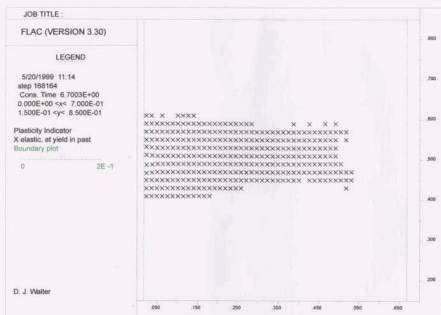 JOB TITLE :
FLAC (VERSION 3.30)
LEGEND
5/20/1999 11:14
step 168164
Cons. Time 6.7003E+00
0.000E+00 <x< 7.000E-01
1.500E-01 <y< 8.500E-01
Plasticity Indicator
X elastic, at yield in past
Boundary plot
0 2E -1
D. J. Walter
.800
.700
.600
.500
.400
.300
.200
.050 .150 .250 .350 .450 .550 .650